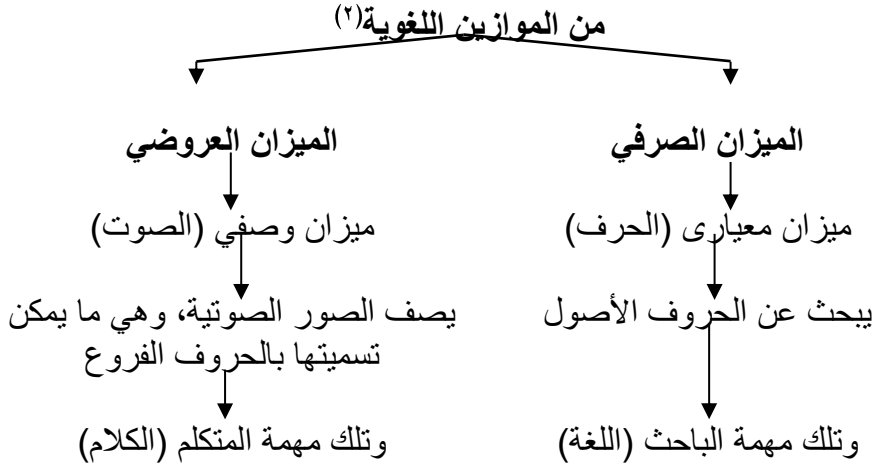 من الموازين اللغوية(٢)
الميزان الصرفي
ميزان معيارى (الحرف)
يبحث عن الحروف الأصول
وتلك مهمة الباحث (اللغة)
الميزان العروضي
ميزان وصفي (الصوت)
يصف الصور الصوتية، وهي ما يمكن
تسميتها بالحروف الفروع
وتلك مهمة المتكلم (الكلام)